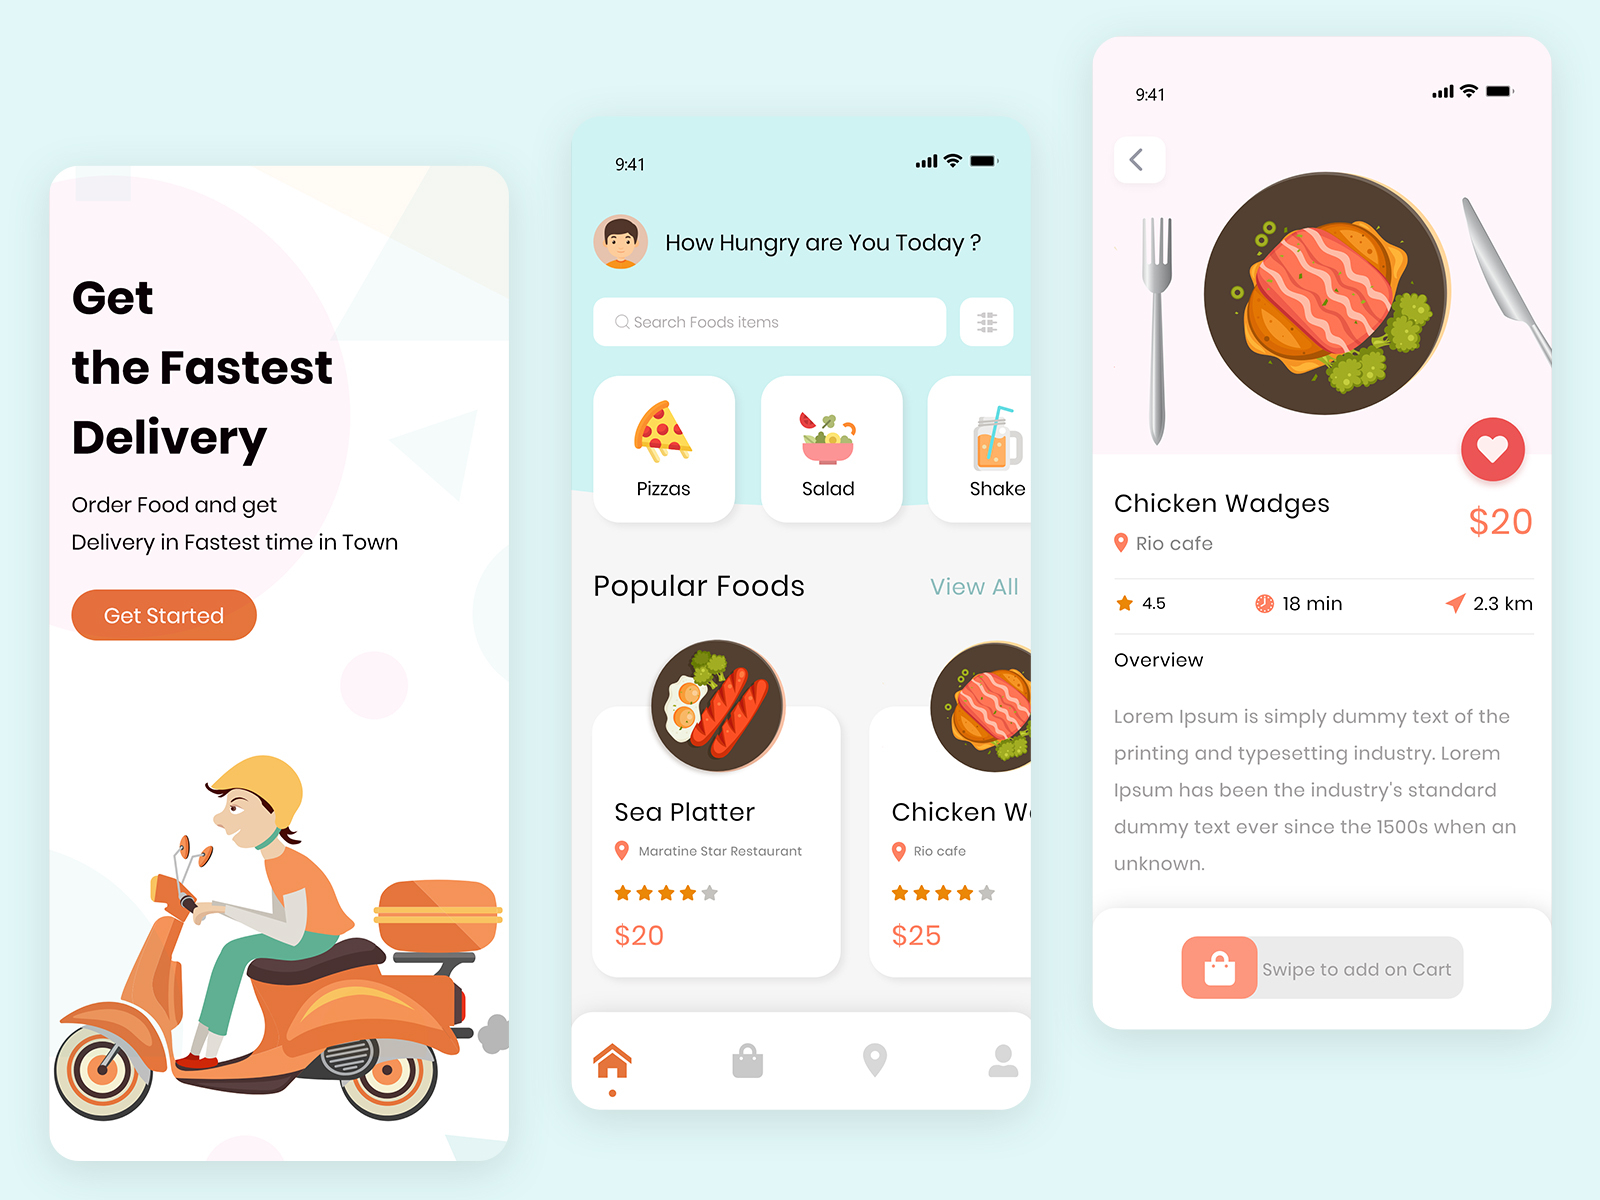 Get
the Fastest
Delivery
Order Food and get
Delivery in Fastest time in Town
Get Started
9:41
How Hungry are You Today ?
Search Foods items
Pizzas
Salad
Shake
Popular Foods
View All
Sea Platter
Maratine Star Restaurant
$20
Chicken W
Rio cafe
$25
9:41
Chicken Wadges
$20
Rio cafe
4.5
18 min
2.3 km
Overview
Lorem Ipsum is simply dummy text of the
printing and typesetting industry. Lorem
Ipsum has been the industry's standard
dummy text ever since the 1500s when an
unknown.
Swipe to add on Cart